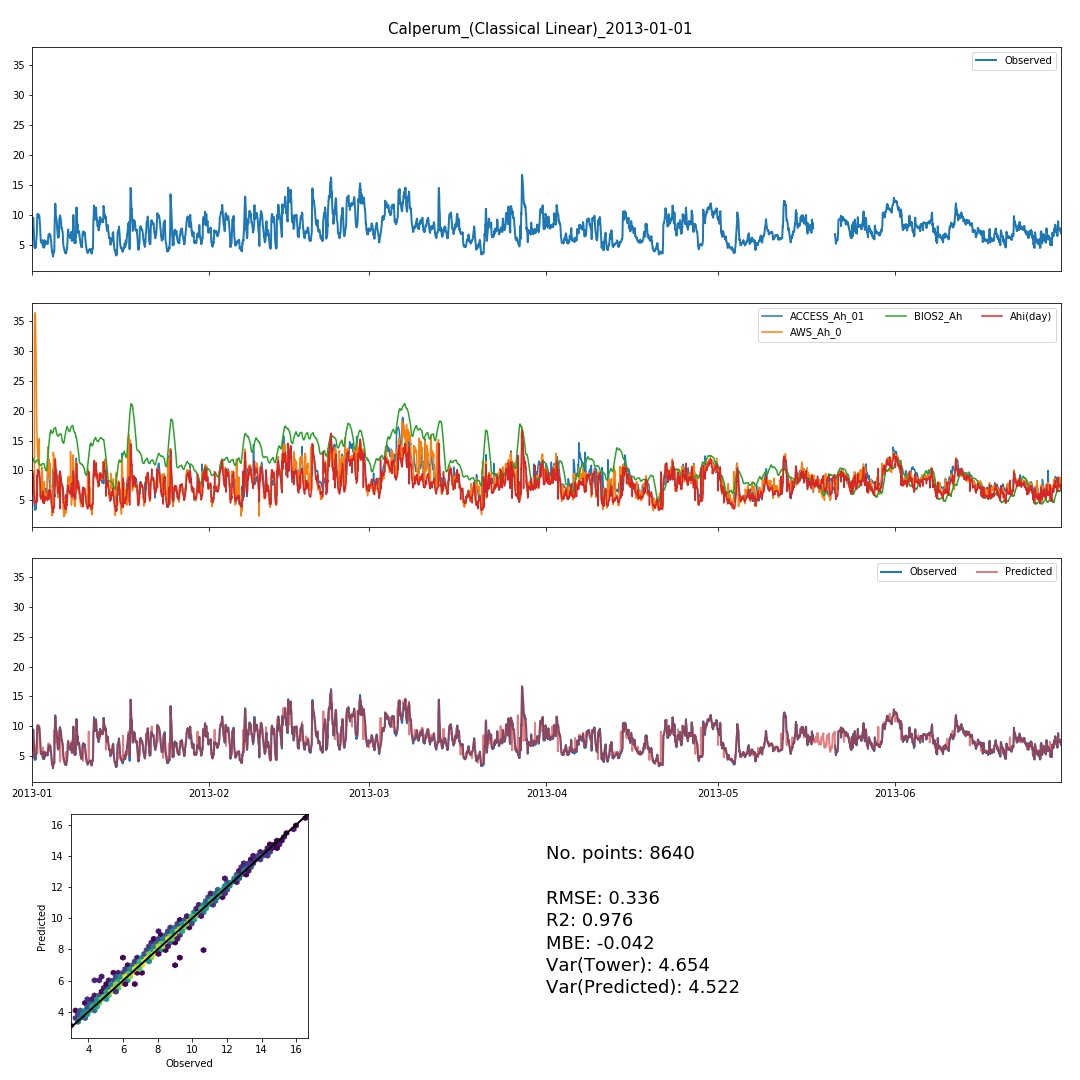 Calperum_(Classical Linear)_2013-01-01
Observed
35
30
25
20
15
10
5
ACCESS_Ah_01 BIOS2_Ah Ahi(day)
AWS_Ah_0
35
30
25
20
15
10
5
Observed Predicted
35
30
25
20
15
10
5
2013-01 2013-02 2013-03 2013-04 2013-05 2013-06
16
14
12
10
8
6
4
Predicted
4 6 8 10 12 14 16
Observed
No. points: 8640
RMSE: 0.336
R2: 0.976
MBE: -0.042
Var(Tower): 4.654
Var(Predicted): 4.522